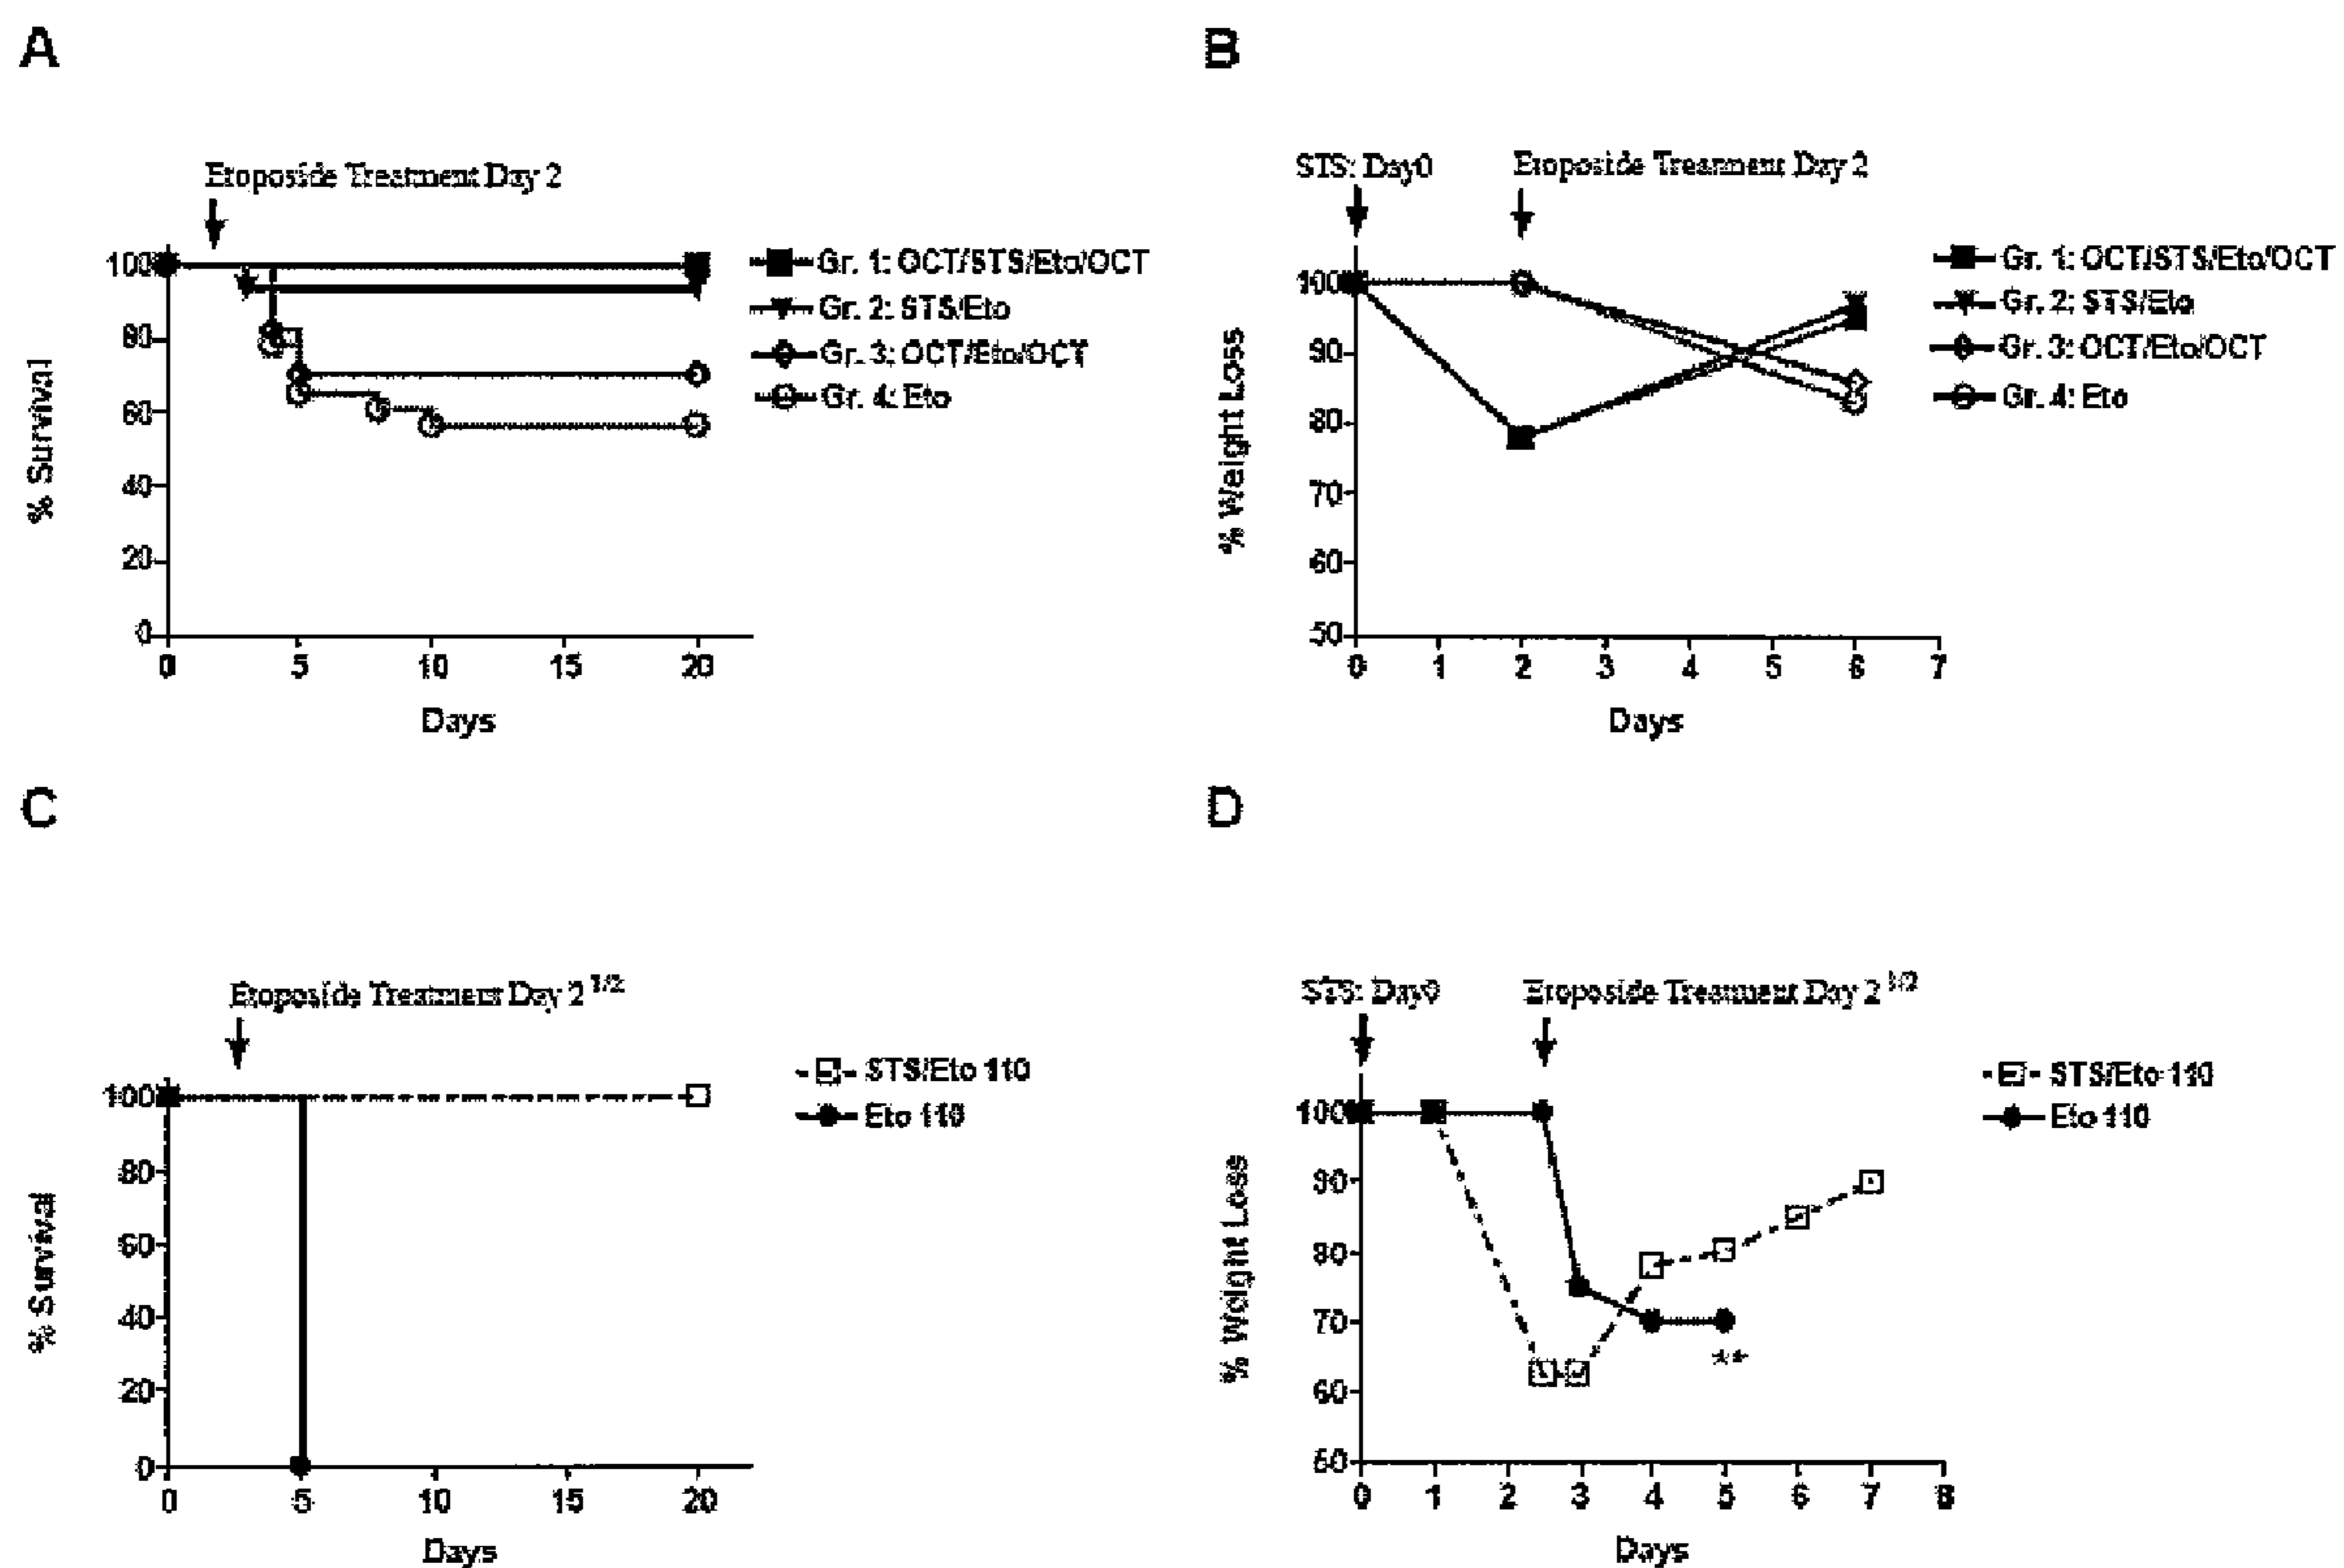 A
Etoposide Treatment Day 2
100
80
60
40
20
0
% Survival
0 5 10 15 20
Days
Gr. 1: OCT/STS/Eto/OCT
Gr. 2: STS/Eto
Gr. 3: OCT/Eto/OCT
Gr. 4: Eto
B
STS: Day0 Etoposide Treatment Day 2
100
90
80
70
60
50
% Weight Loss
0 1 2 3 4 5 6 7
Days
Gr. 1: OCT/STS/Eto/OCT
Gr. 2: STS/Eto
Gr. 3: OCT/Eto/OCT
Gr. 4: Eto
C
Etoposide Treatment Day 2 1/2
100
80
60
40
20
0
% Survival
0 5 10 15 20
Days
STS/Eto 110
Eto 110
D
STS: Day0 Etoposide Treatment Day 2 1/2
100
90
80
70
60
50
% Weight Loss
**
0 1 2 3 4 5 6 7 8
Days
STS/Eto 110
Eto 110